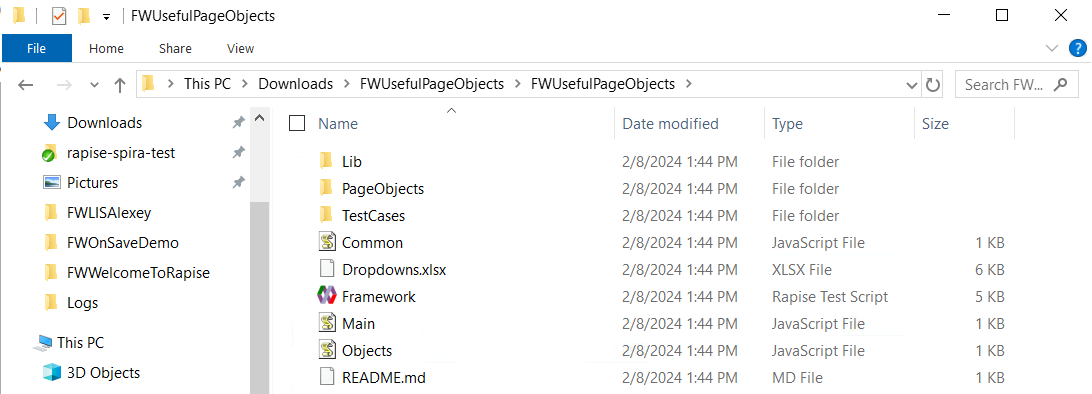 FWUsefulPageObjects
File Home Share View
This PC Downloads FWUsefulPageObjects FWUsefulPageObjects Search FW...
Downloads
rapise-spira-test
Pictures
FWLISAlexey
FWOnSaveDemo
FWWelcomeToRapise
Logs
This PC
3D Objects
Name Date modified Type Size
Lib 2/8/2024 1:44 PM File folder
PageObjects 2/8/2024 1:44 PM File folder
TestCases 2/8/2024 1:44 PM File folder
Common 2/8/2024 1:44 PM JavaScript File 1 KB
Dropdowns.xlsx 2/8/2024 1:44 PM XLSX File 6 KB
Framework 2/8/2024 1:44 PM Rapise Test Script 5 KB
Main 2/8/2024 1:44 PM JavaScript File 1 KB
Objects 2/8/2024 1:44 PM JavaScript File 1 KB
README.md 2/8/2024 1:44 PM MD File 1 KB